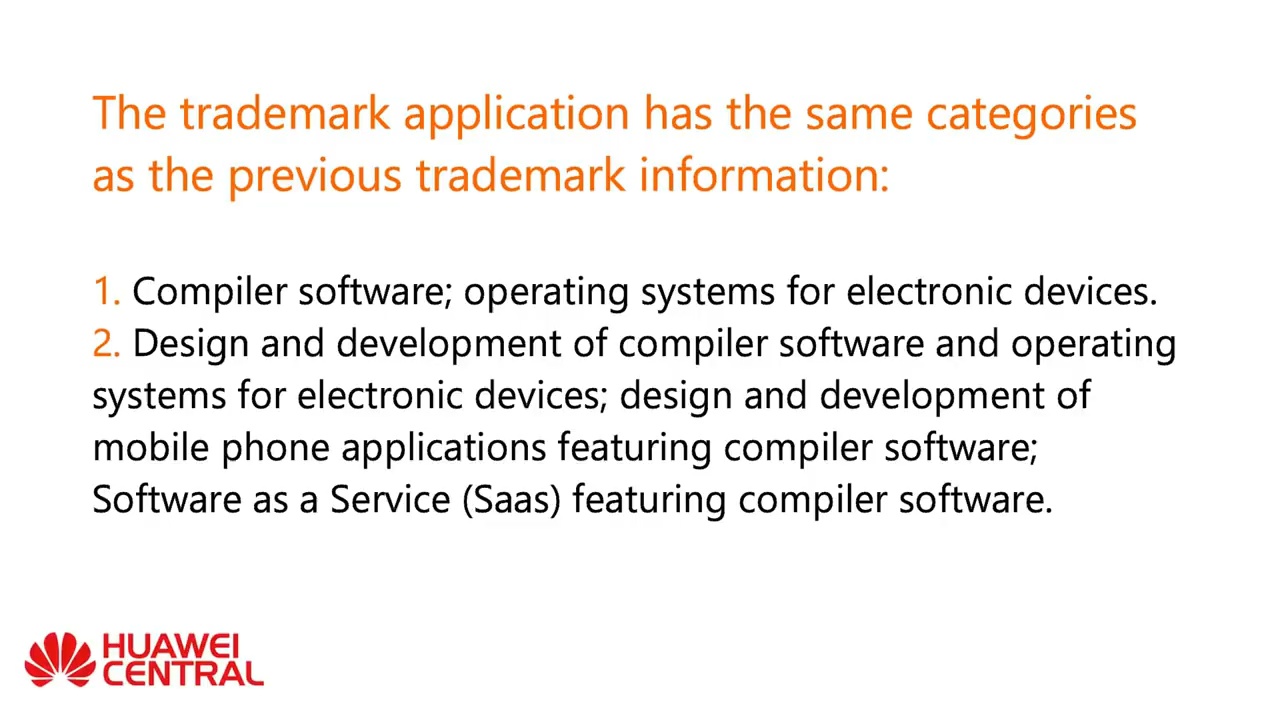 The trademark application has the same categories
as the previous trademark information:
1. Compiler software; operating systems for electronic devices.
2. Design and development of compiler software and operating
systems for electronic devices; design and development of
mobile phone applications featuring compiler software;
Software as a Service (Saas) featuring compiler software.
HUAWEI
CENTRAL